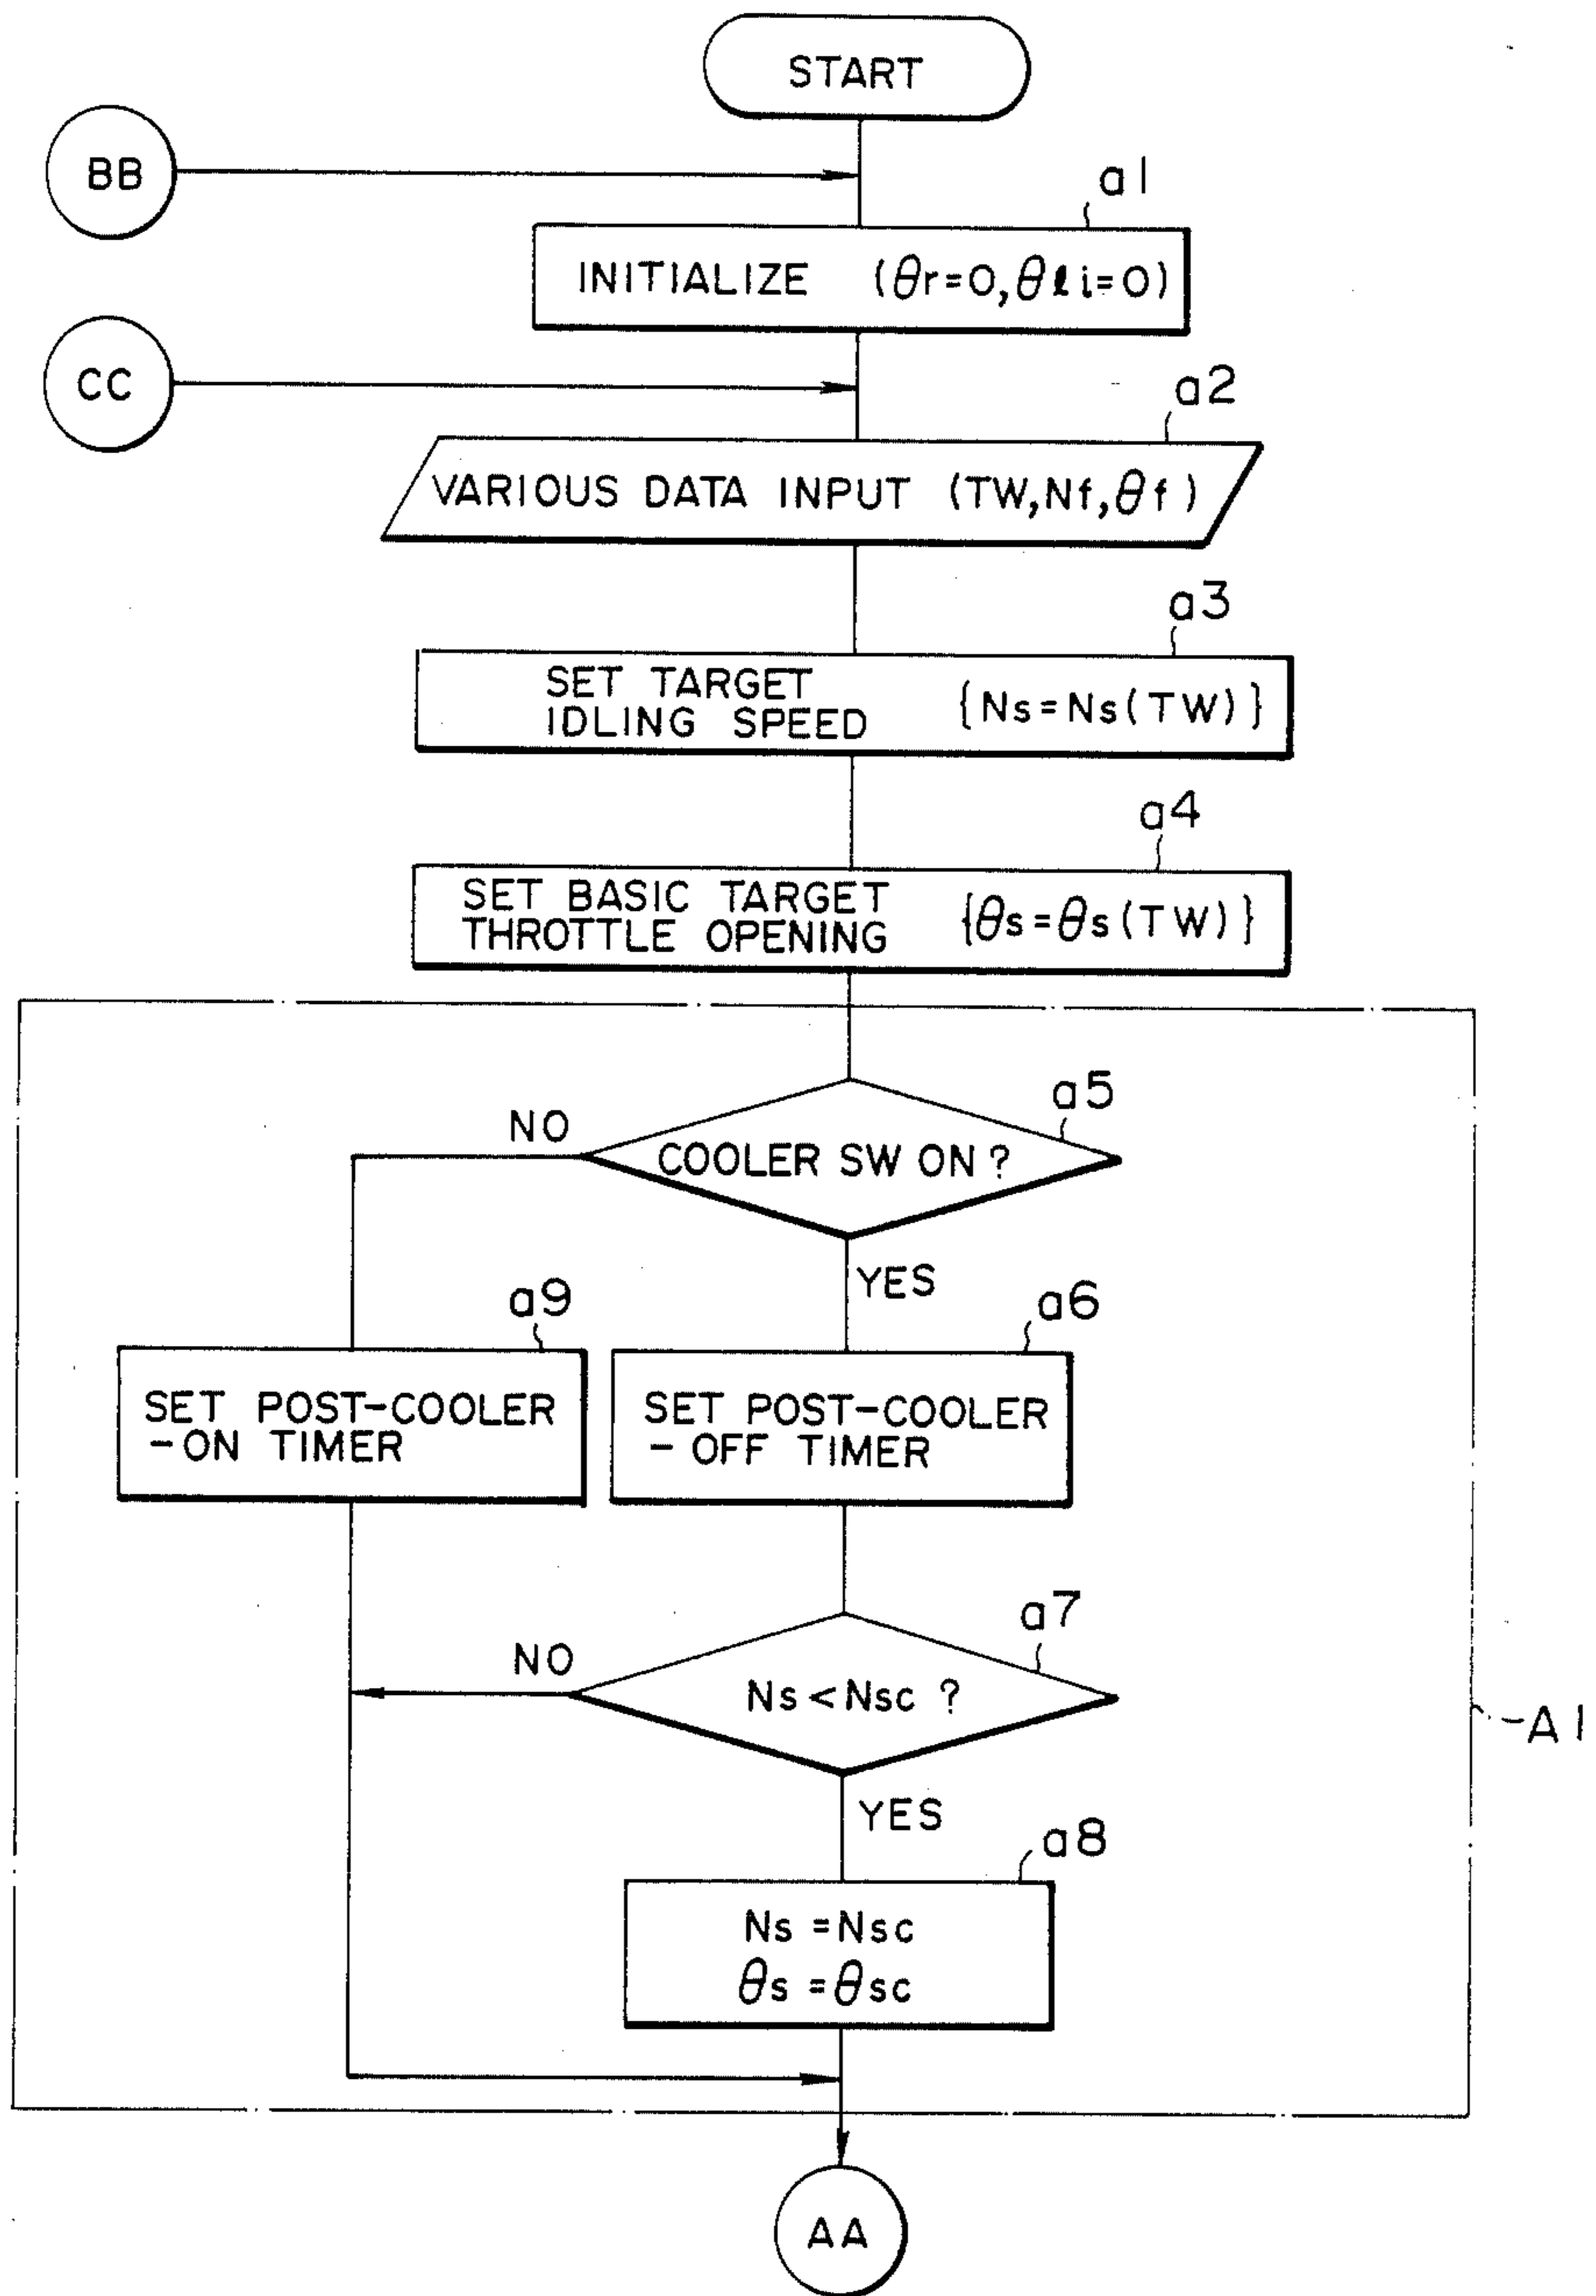 START
BB
a1
INITIALIZE (θr=0,θℓi=0)
CC
a2
VARIOUS DATA INPUT (TW,Nf,θf)
a3
SET TARGET
IDLING SPEED {Ns=Ns(TW)}
a4
SET BASIC TARGET
THROTTLE OPENING {θs=θs(TW)}
a5
NO
COOLER SW ON?
YES
a9
a6
SET POST-COOLER
-ON TIMER
SET POST-COOLER
-OFF TIMER
a7
NO
Ns<Nsc ?
A1
YES
a8
Ns=Nsc
θs=θsc
AA